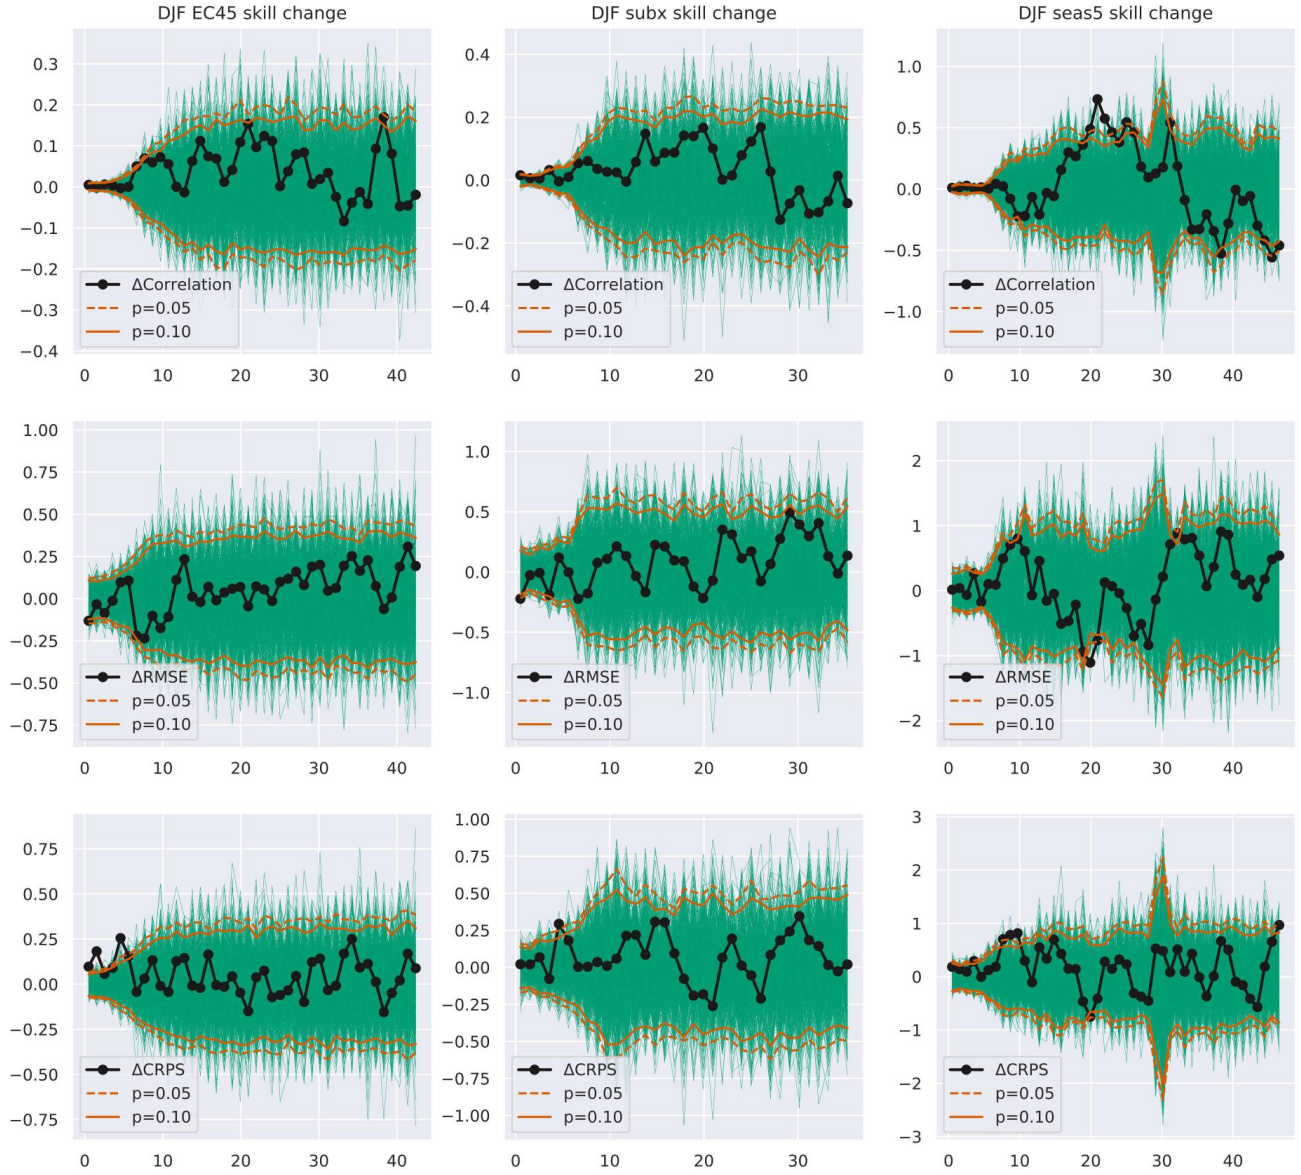 DJF EC45 skill change
DJF subx skill change
DJF seas5 skill change
0.3
0.2
0.1
0.0
−0.1
−0.2
−0.3
−0.4
ΔCorrelation
p=0.05
p=0.10
0 10 20 30 40
0.4
0.2
0.0
−0.2
−0.4
ΔCorrelation
p=0.05
p=0.10
0 10 20 30
1.0
0.5
0.0
−0.5
−1.0
ΔCorrelation
p=0.05
p=0.10
0 10 20 30 40
1.00
0.75
0.50
0.25
0.00
−0.25
−0.50
−0.75
ΔRMSE
p=0.05
p=0.10
0 10 20 30 40
1.0
0.5
0.0
−0.5
−1.0
ΔRMSE
p=0.05
p=0.10
0 10 20 30
2
1
0
−1
−2
ΔRMSE
p=0.05
p=0.10
0 10 20 30 40
0.75
0.50
0.25
0.00
−0.25
−0.50
−0.75
ΔCRPS
p=0.05
p=0.10
0 10 20 30 40
1.00
0.75
0.50
0.25
0.00
−0.25
−0.50
−0.75
−1.00
ΔCRPS
p=0.05
p=0.10
0 10 20 30
3
2
1
0
−1
−2
−3
ΔCRPS
p=0.05
p=0.10
0 10 20 30 40